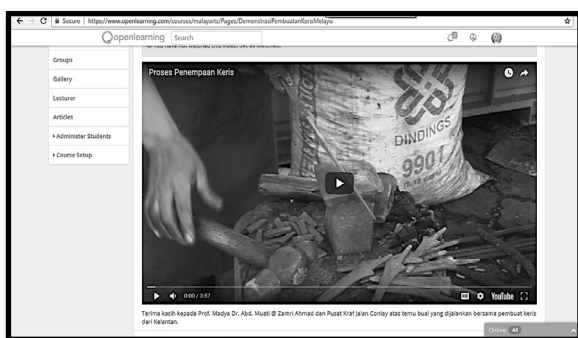 Secure | https://www.openlearning.com/courses/malayarts/Pages/DemonstrasiPembuatanKerisMelayu
openlearning
Search
Groups
Gallery
Lecturer
Articles
Administer Students
Course Setup
Proses Penempaan Keris
DINDINGS
9901
0:00 / 3:57
YouTube
Terima kasih kepada Prof. Madya Dr. Abd. Muati @ Zamri Ahmad dan Pusat Kraf Jalan Conlay atas temu bual yang dijalankan bersama pembuat keris
dari Kelantan.
Online 44